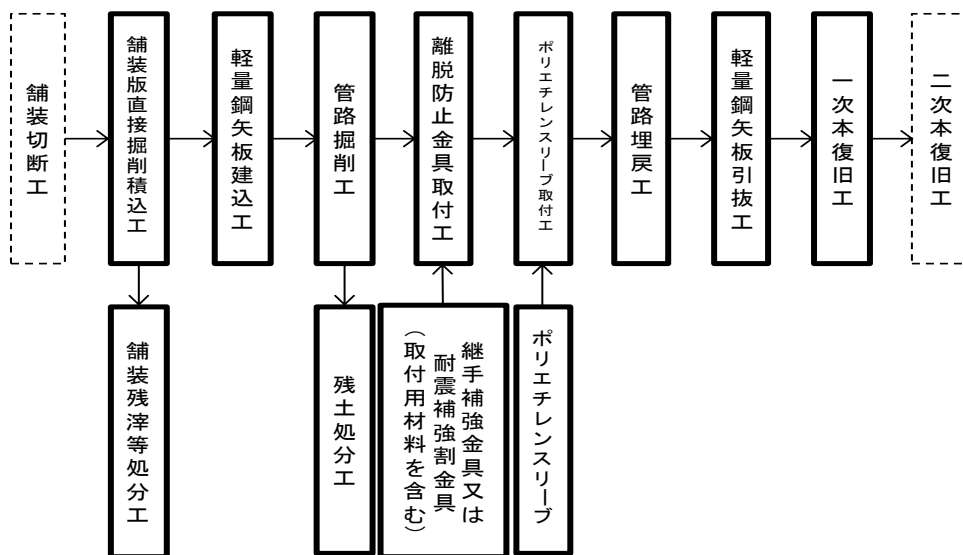 舗装切断工
舗装版直接掘削積込工
軽量鋼矢板建込工
管路掘削工
離脱防止金具取付工
ポリエチレンスリーブ取付工
管路埋戻工
軽量鋼矢板引抜工
一次本復旧工
二次本復旧工
舗装残滓等処分工
残土処分工
継手補強金具又は
耐震補強割金具
（取付用材料を含む）
ポリエチレンスリーブ